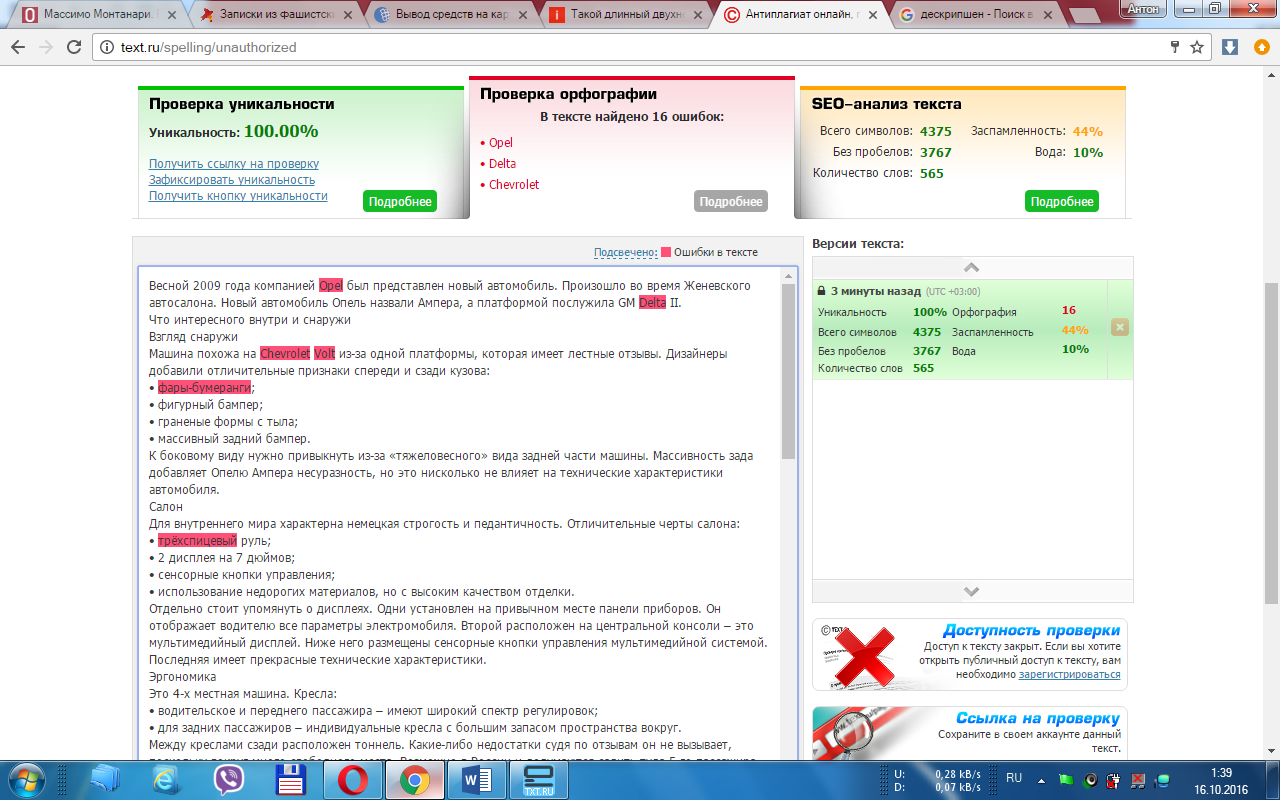 Массимо Монтанари.
Записки из фашистск
Вывод средств на кар
Такой длинный двухн
Антиплагиат онлайн,
дескрипшен - Поиск в
Антон
text.ru/spelling/unauthorized
Проверка уникальности
Уникальность: 100.00%
Получить ссылку на проверку
Зафиксировать уникальность
Получить кнопку уникальности
Подробнее
Проверка орфографии
В тексте найдено 16 ошибок:
• Opel
• Delta
• Chevrolet
Подробнее
SEO-анализ текста
Всего символов: 4375 Заспамленность: 44%
Без пробелов: 3767 Вода: 10%
Количество слов: 565
Подробнее
Подсвечено: Ошибки в тексте
Весной 2009 года компанией Opel был представлен новый автомобиль. Произошло во время Женевского
автосалона. Новый автомобиль Опель назвали Ампера, а платформой послужила GM Delta II.
Что интересного внутри и снаружи
Взгляд снаружи
Машина похожа на Chevrolet Volt из-за одной платформы, которая имеет лестные отзывы. Дизайнеры
добавили отличительные признаки спереди и сзади кузова:
• фары-бумеранги;
• фигурный бампер;
• граненые формы с тыла;
• массивный задний бампер.
К боковому виду нужно привыкнуть из-за «тяжеловесного» вида задней части машины. Массивность зада
добавляет Опелю Ампера несуразность, но это нисколько не влияет на технические характеристики
автомобиля.
Салон
Для внутреннего мира характерна немецкая строгость и педантичность. Отличительные черты салона:
• трёхспицевый руль;
• 2 дисплея на 7 дюймов;
• сенсорные кнопки управления;
• использование недорогих материалов, но с высоким качеством отделки.
Отдельно стоит упомянуть о дисплеях. Одни установлен на привычном месте панели приборов. Он
отображает водителю все параметры электромобиля. Второй расположен на центральной консоли – это
мультимедийный дисплей. Ниже него размещены сенсорные кнопки управления мультимедийной системой.
Последняя имеет прекрасные технические характеристики.
Эргономика
Это 4-х местная машина. Кресла:
• водительское и переднего пассажира – имеют широкий спектр регулировок;
• для задних пассажиров – индивидуальные кресла с большим запасом пространства вокруг.
Между креслами сзади расположен тоннель. Какие-либо недостатки судя по отзывам он не вызывает,
Версии текста:
3 минуты назад (UTC +03:00)
Уникальность 100% Орфография 16
Всего символов 4375 Заспамленность 44%
Без пробелов 3767 Вода 10%
Количество слов 565
Доступность проверки
Доступ к тексту закрыт. Если вы хотите
открыть публичный доступ к тексту, вам
необходимо зарегистрироваться
Ссылка на проверку
Сохраните в своем аккаунте данный
текст.
TXT.RU
U: 0,28 kB/s
D: 0,07 kB/s
RU
1:39
16.10.2016